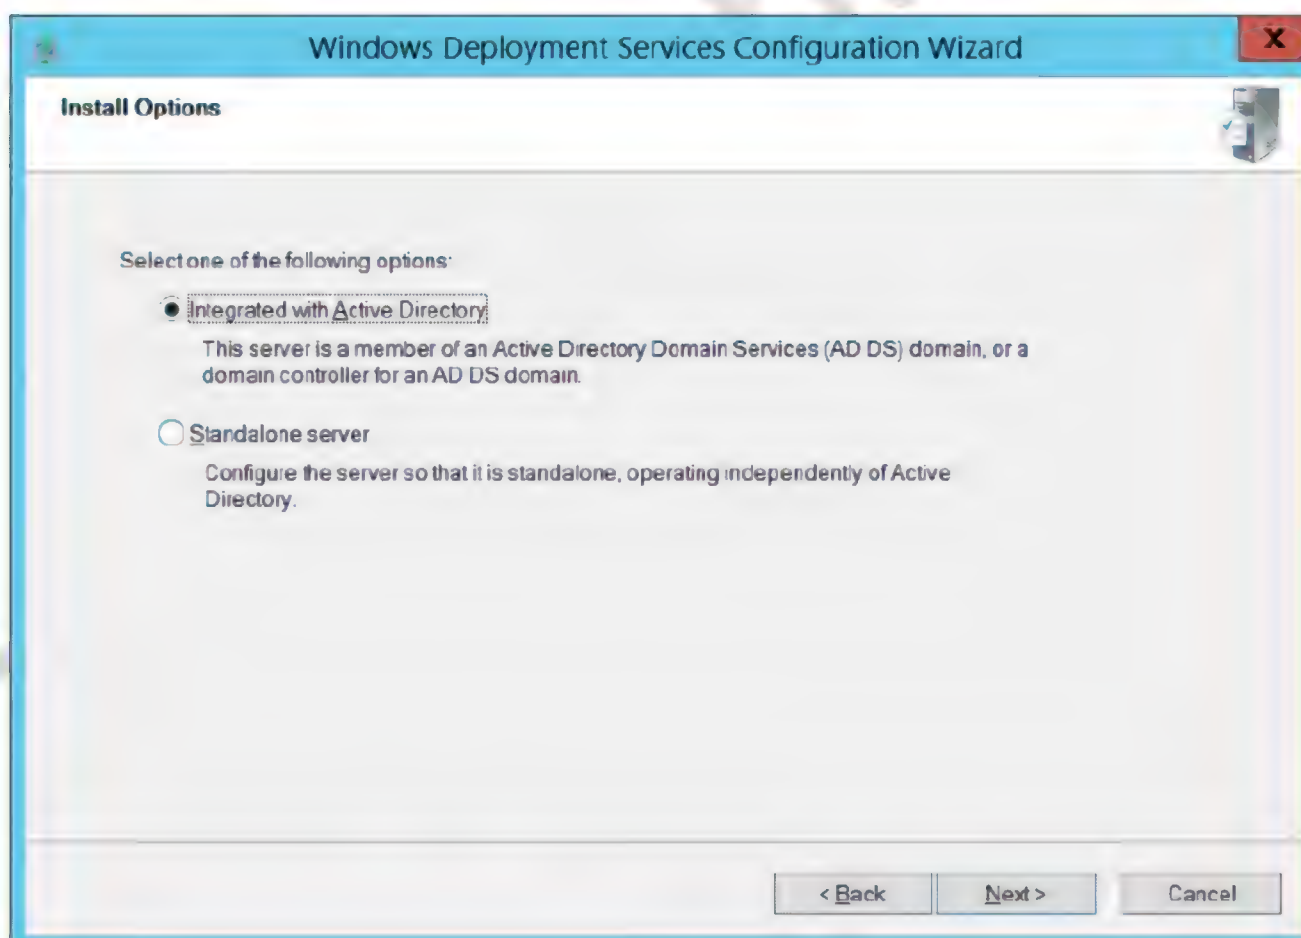 Windows Deployment Services Configuration Wizard
X
Install Options
Select one of the following options:
Integrated with Active Directory
This server is a member of an Active Directory Domain Services (AD DS) domain, or a
domain controller for an AD DS domain.
Standalone server
Configure the server so that it is standalone, operating independently of Active
Directory.
< Back
Next >
Cancel